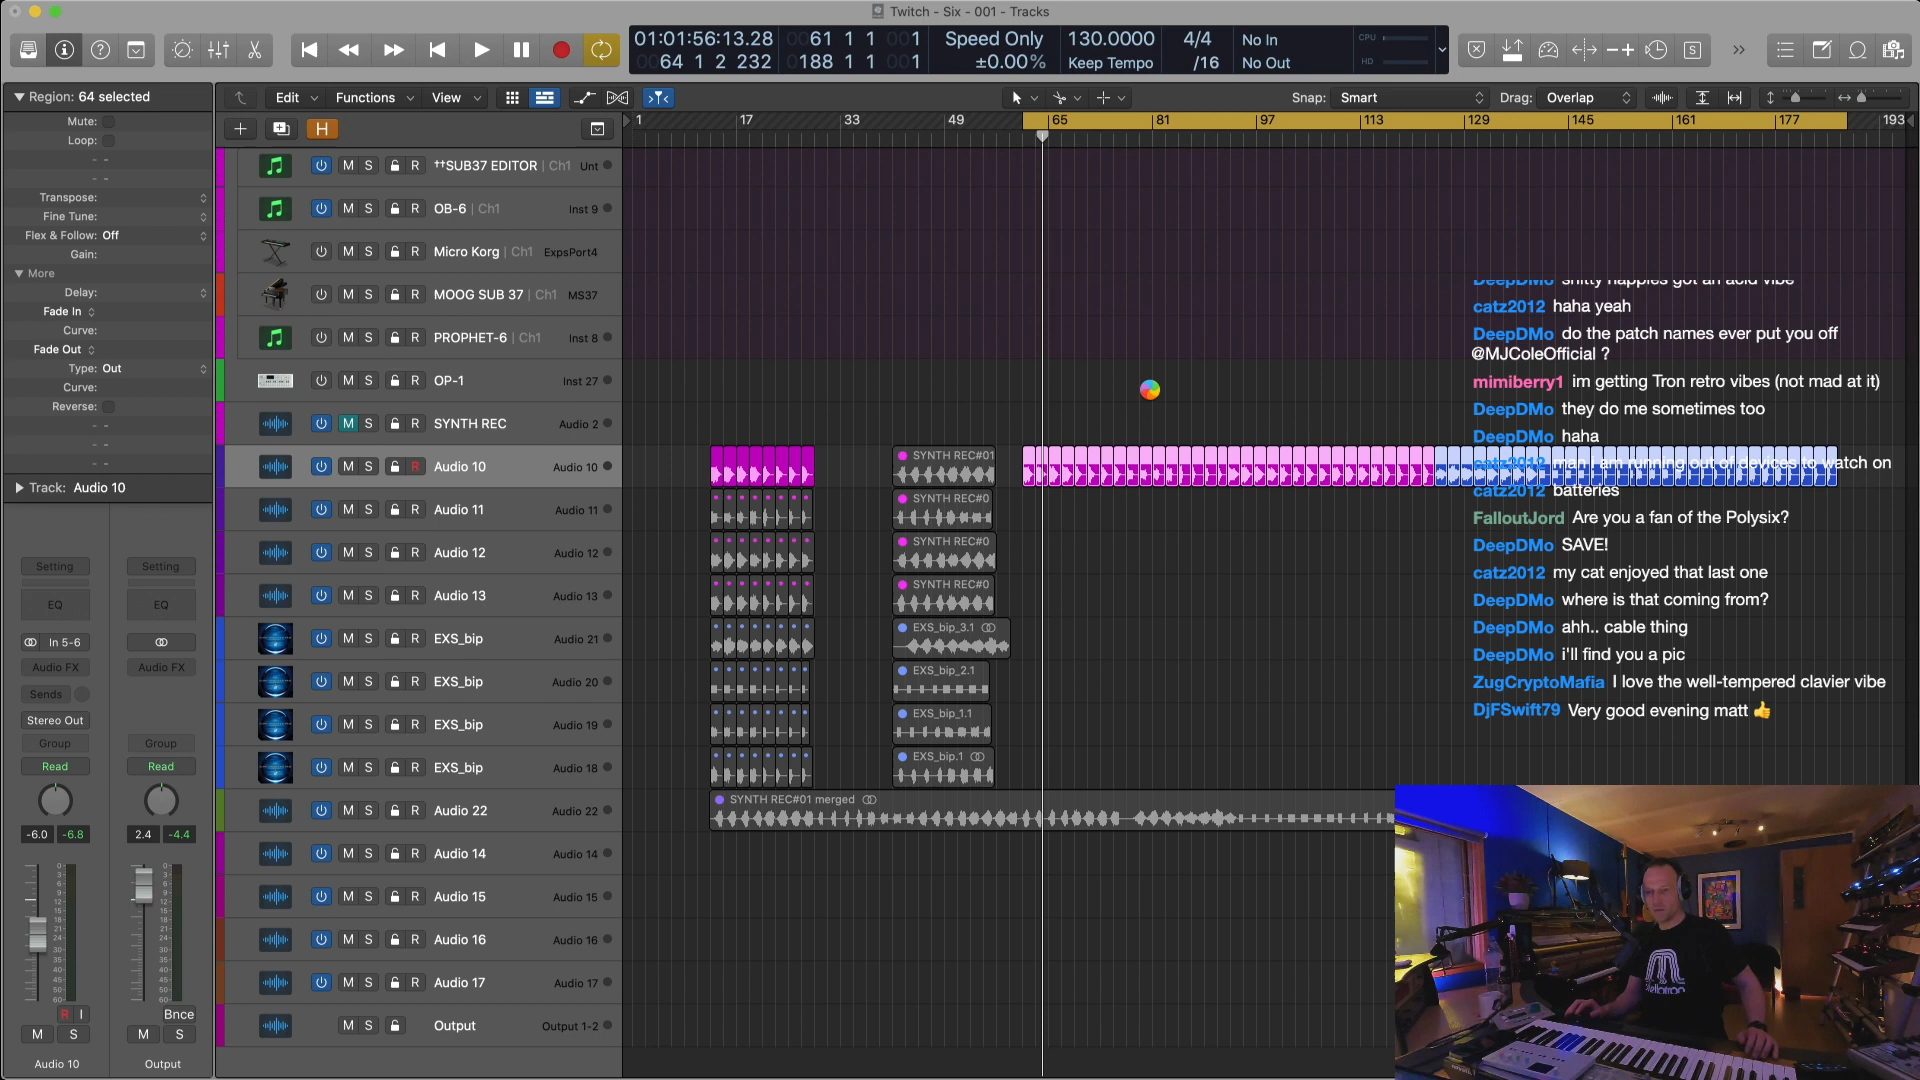 Twitch - Six - 001 - Tracks
01:01:56:13.28
0064 1 2 232
0061 1 1 001
0188 1 1 001
Speed Only
±0.00%
130.0000
Keep Tempo
4/4
/16
No In
No Out
CPU
HD
Region: 64 selected
Mute:
Loop:
Transpose:
Fine Tune:
Flex & Follow: Off
Gain:
More
Delay:
Fade In
Curve:
Fade Out
Type: Out
Curve:
Reverse:
Track: Audio 10
Setting
EQ
In 5-6
Audio FX
Sends
Stereo Out
Group
Read
-6.0 -6.8
R I
M S
Audio 10
Setting
EQ
Audio FX
Group
Read
2.4 -4.4
Bnce
M S
Output
Edit
Functions
View
Snap: Smart
Drag: Overlap
H
1 17 33 49 65 81 97 113 129 145 161 177 193
M S R ††SUB37 EDITOR | Ch1 Unt
M S R OB-6 | Ch1 Inst 9
M S R Micro Korg | Ch1 ExpsPort4
M S R MOOG SUB 37 | Ch1 MS37
M S R PROPHET-6 | Ch1 Inst 8
M S R OP-1 Inst 27
M S R SYNTH REC Audio 2
M S R Audio 10 Audio 10
M S R Audio 11 Audio 11
M S R Audio 12 Audio 12
M S R Audio 13 Audio 13
M S R EXS_bip Audio 21
M S R EXS_bip Audio 20
M S R EXS_bip Audio 19
M S R EXS_bip Audio 18
M S R Audio 22 Audio 22
M S R Audio 14 Audio 14
M S R Audio 15 Audio 15
M S R Audio 16 Audio 16
M S R Audio 17 Audio 17
M S Output Output 1-2
SYNTH REC#01
SYNTH REC#0
SYNTH REC#0
SYNTH REC#0
EXS_bip_3.1
EXS_bip_2.1
EXS_bip_1.1
EXS_bip.1
SYNTH REC#01 merged
DeepDMo shitty nappies got an acid vibe
catz2012 haha yeah
DeepDMo do the patch names ever put you off
@MJColeOfficial ?
mimiberry1 im getting Tron retro vibes (not mad at it)
DeepDMo they do me sometimes too
DeepDMo haha
catz2012 man i am running out of devices to watch on
catz2012 batteries
FalloutJord Are you a fan of the Polysix?
DeepDMo SAVE!
catz2012 my cat enjoyed that last one
DeepDMo where is that coming from?
DeepDMo ahh.. cable thing
DeepDMo i'll find you a pic
ZugCryptoMafia I love the well-tempered clavier vibe
DjFSwift79 Very good evening matt 👍